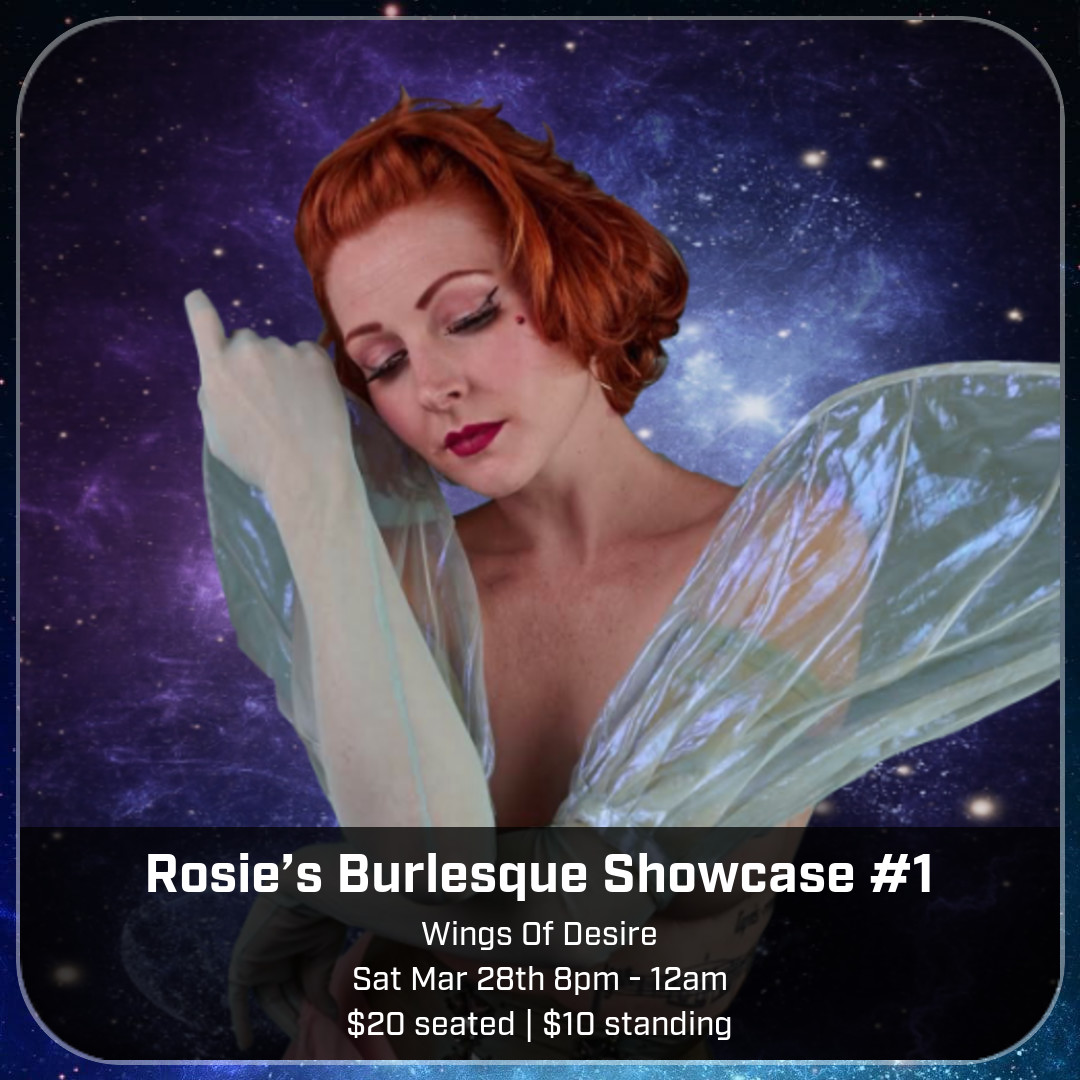 Rosie’s Burlesque Showcase #1
Wings Of Desire
Sat Mar 28th 8pm - 12am
$20 seated | $10 standing